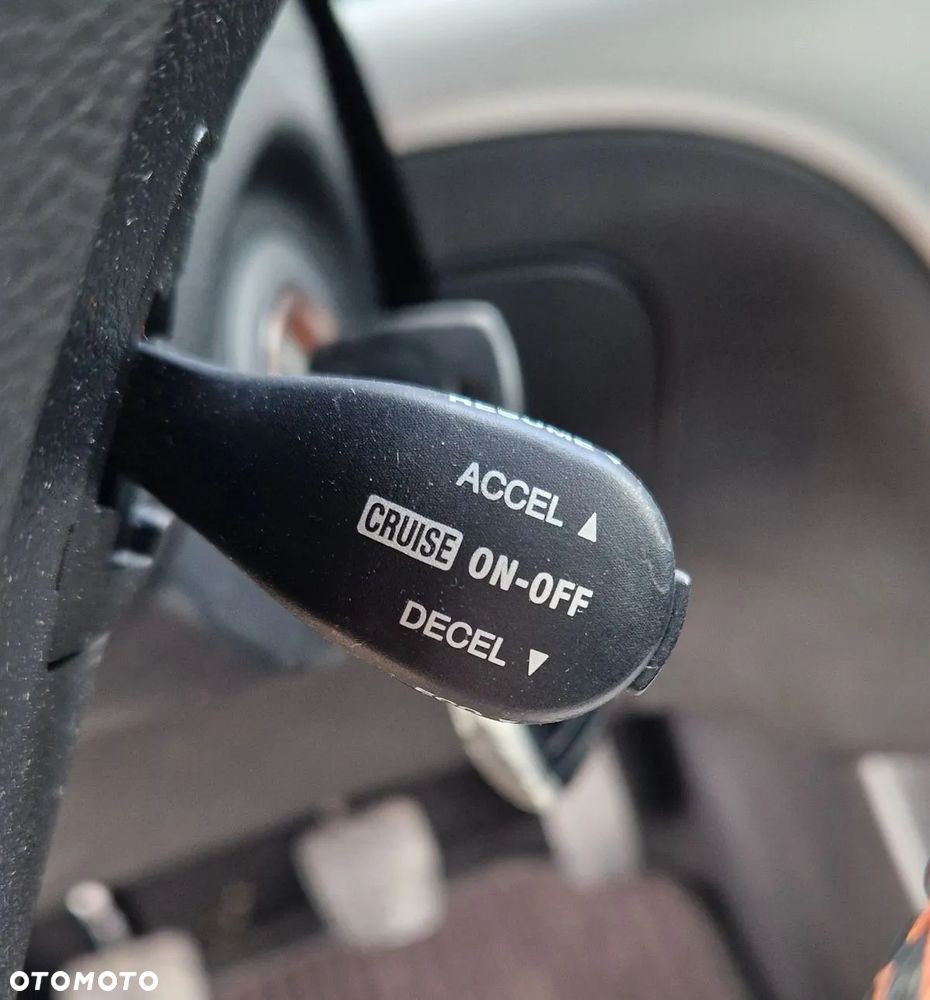 ACCEL ▲
CRUISE ON-OFF
DECEL ▼
OTOMOTO